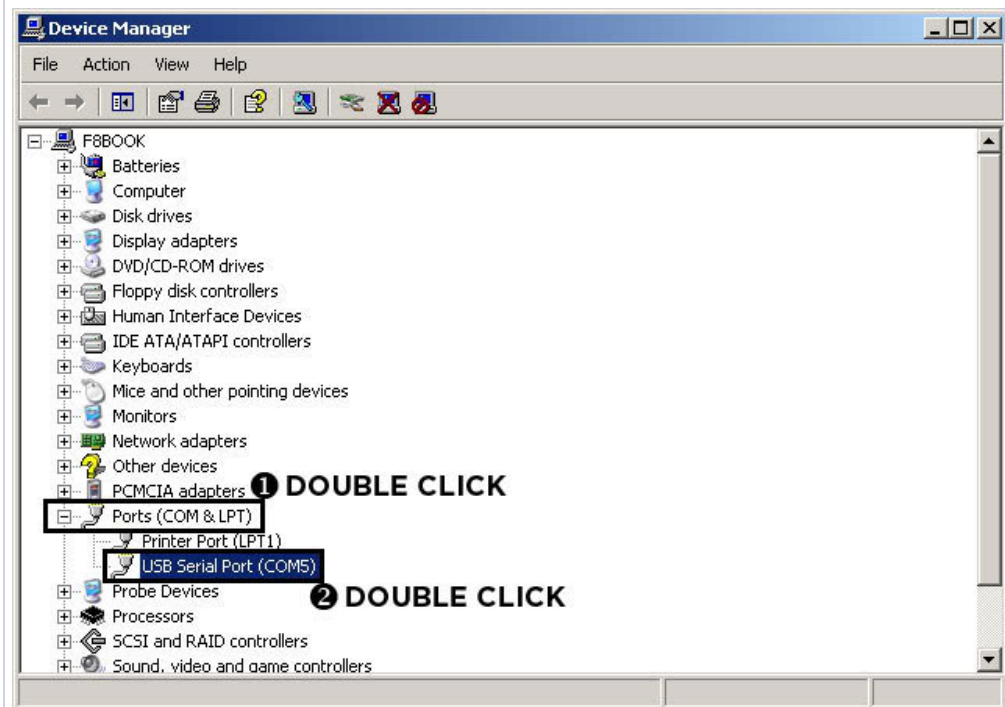 Device Manager
File Action View Help
F8BOOK
Batteries
Computer
Disk drives
Display adapters
DVD/CD-ROM drives
Floppy disk controllers
Human Interface Devices
IDE ATA/ATAPI controllers
Keyboards
Mice and other pointing devices
Monitors
Network adapters
Other devices
PCMCIA adapters ❶ DOUBLE CLICK
Ports (COM & LPT)
Printer Port (LPT1)
USB Serial Port (COM5)
Probe Devices ❷ DOUBLE CLICK
Processors
SCSI and RAID controllers
Sound, video and game controllers